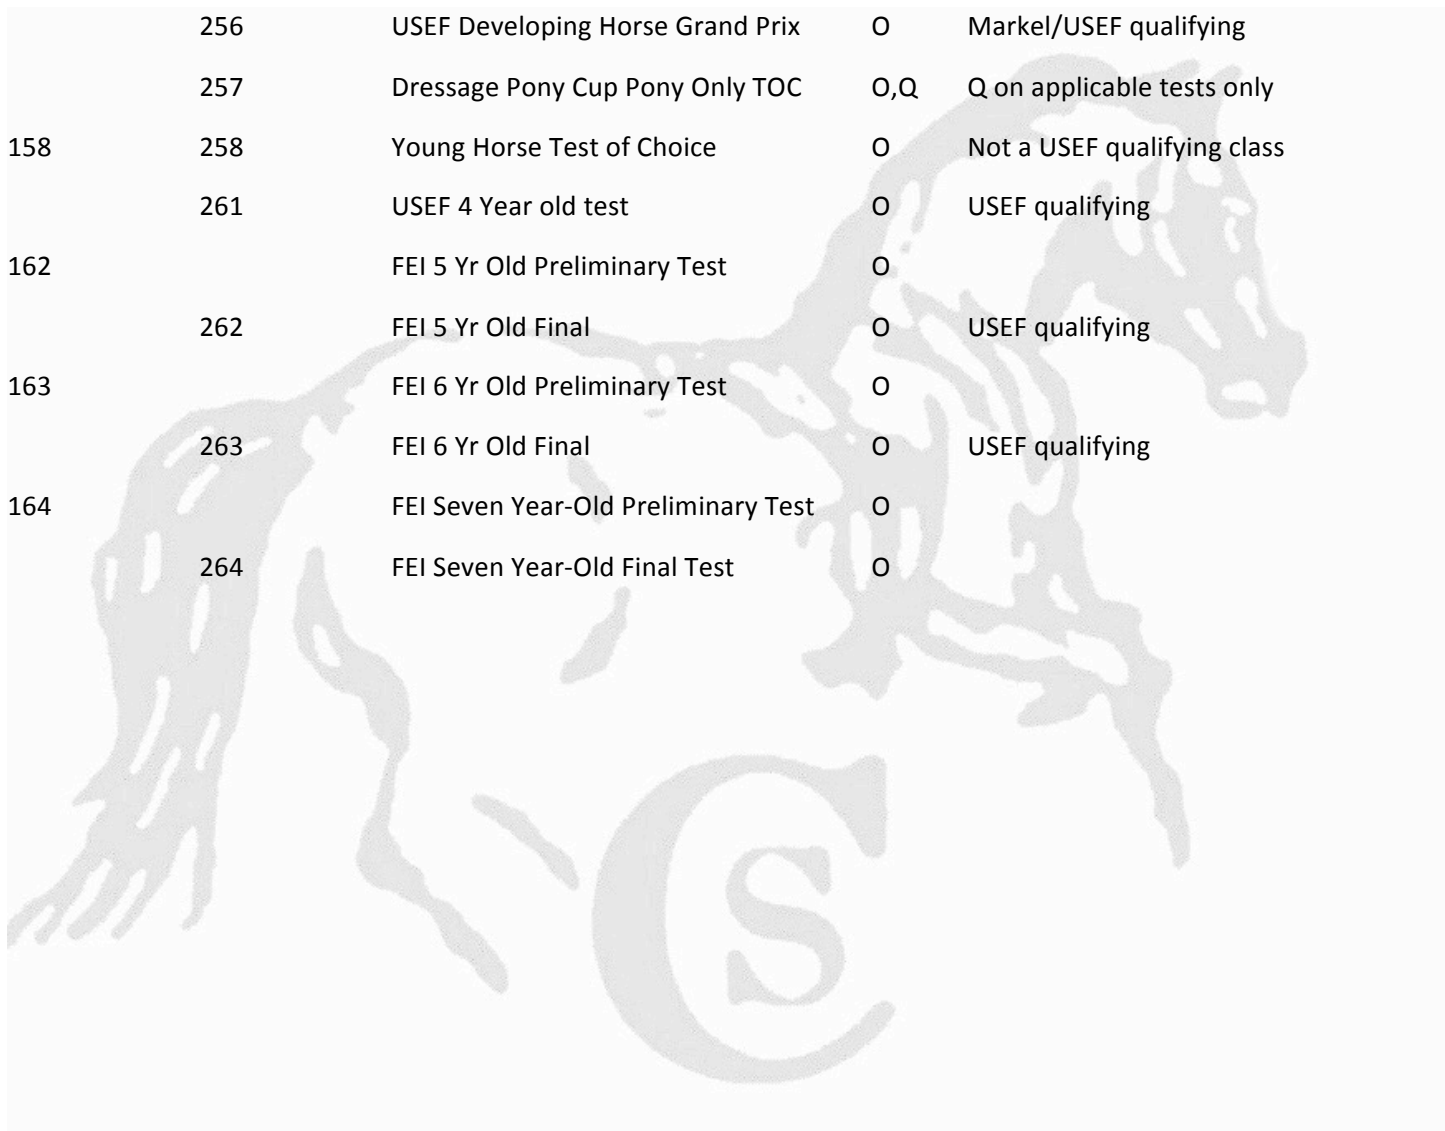 256 USEF Developing Horse Grand Prix O Markel/USEF qualifying
257 Dressage Pony Cup Pony Only TOC O,Q Q on applicable tests only
158 258 Young Horse Test of Choice O Not a USEF qualifying class
261 USEF 4 Year old test O USEF qualifying
162 FEI 5 Yr Old Preliminary Test O
262 FEI 5 Yr Old Final O USEF qualifying
163 FEI 6 Yr Old Preliminary Test O
263 FEI 6 Yr Old Final O USEF qualifying
164 FEI Seven Year-Old Preliminary Test O
264 FEI Seven Year-Old Final Test O
CS